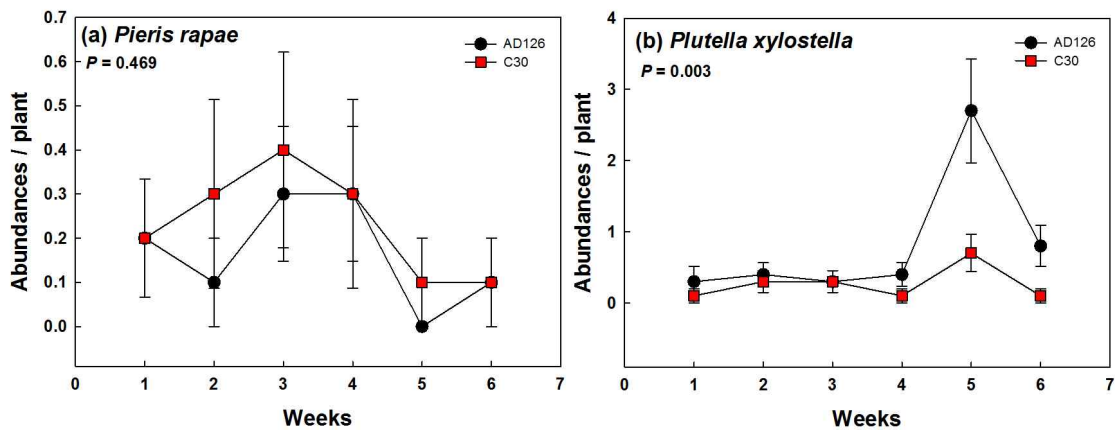 (a) Pieris rapae
P = 0.469
AD126
C30
0.7
0.6
0.5
0.4
0.3
0.2
0.1
0.0
Abundances / plant
0 1 2 3 4 5 6 7
Weeks
(b) Plutella xylostella
P = 0.003
AD126
C30
4
3
2
1
0
Abundances / plant
0 1 2 3 4 5 6 7
Weeks